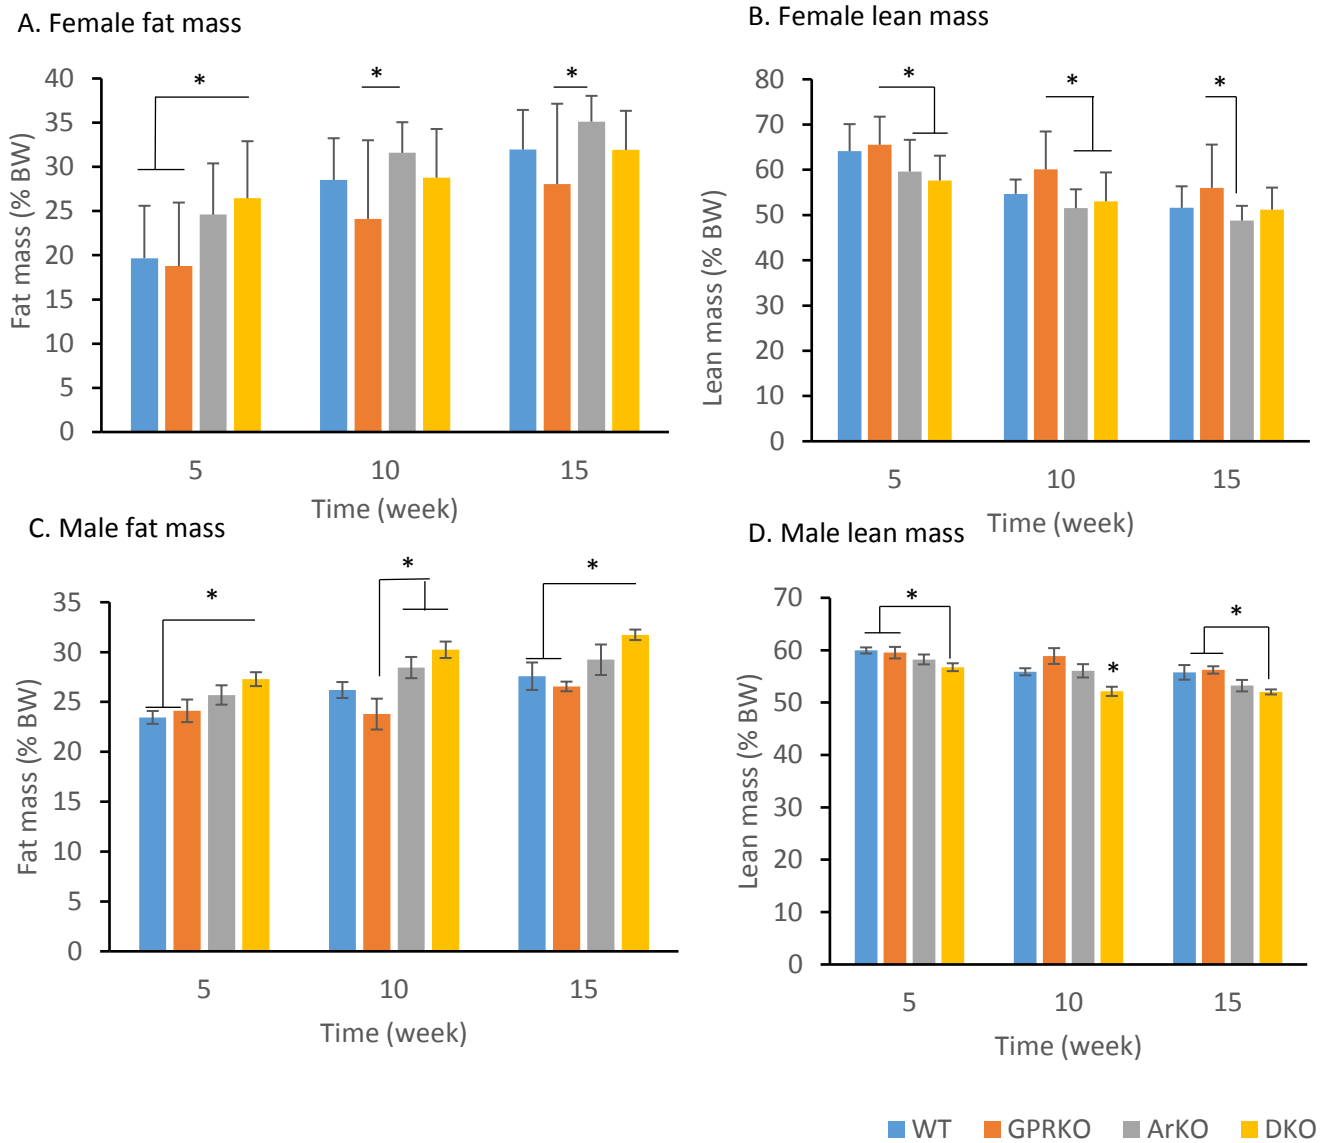 A. Female fat mass
*
*
*
Fat mass (% BW)
40
35
30
25
20
15
10
5
0
5 10 15
Time (week)
B. Female lean mass
*
*
*
Lean mass (% BW)
80
70
60
50
40
30
20
10
0
5 10 15
Time (week)
C. Male fat mass
*
*
*
Fat mass (% BW)
35
30
25
20
15
10
5
0
5 10 15
Time (week)
D. Male lean mass
*
*
*
Lean mass (% BW)
70
60
50
40
30
20
10
0
5 10 15
Time (week)
WT GPRKO ArKO DKO